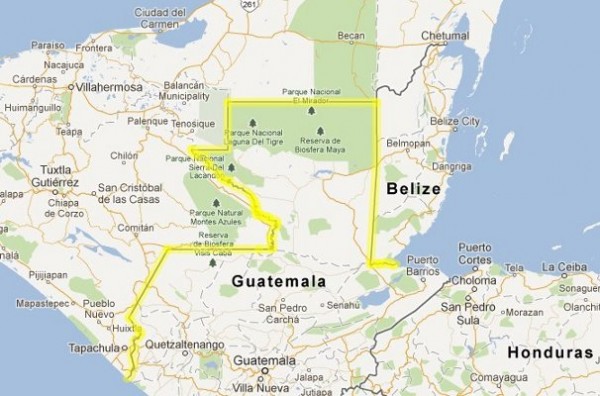 261
Ciudad del Carmen
Paraíso
Frontera
Becan
Chetumal
Comalcalco
Nacajuca
Balancán
Municipality
Cárdenas
Villahermosa
Parque Nacional
El Mirador
Huimanguillo
Palenque
Tenosique
Parque Nacional
Laguna Del Tigre
Reserva de
Biosfera Maya
Belize City
Belmopan
Chilón
Parque Nacional
Sierra Del
Lacandón
Dangriga
Tuxtla
Gutiérrez
San Cristóbal
de las Casas
Chiapa
de Corzo
Belize
Parque Natural
Montes Azules
Reserva
de Biosfera
Visis Cabá
Puerto
Barrios
Puerto
Cortes
La Ceiba
Pijijiapan
Guatemala
Choloma
Mapastepec
Pueblo
Nuevo
Senahú
San Pedro
Carchá
San Pedro
Sula
Morazan
Olanchit
Tapachula
Quetzaltenango
Guatemala
Villa Nueva
Honduras
Comayagua